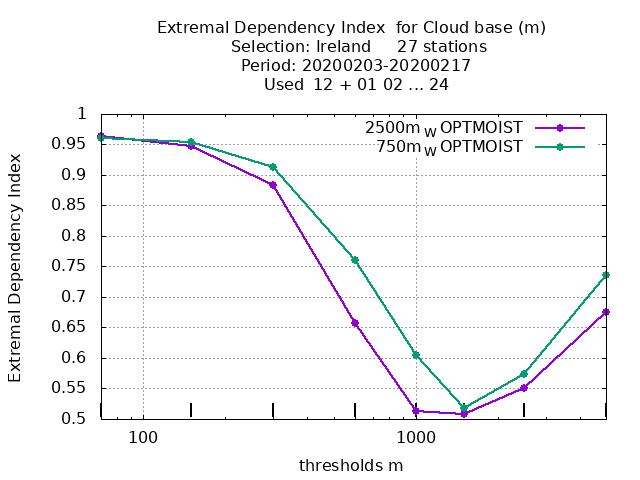 Extremal Dependency Index  for Cloud base (m)
Selection: Ireland     27 stations
Period: 20200203-20200217
Used  12 + 01 02 ... 24
2500m_W OPTMOIST
750m_W OPTMOIST
1
0.95
0.9
0.85
0.8
0.75
0.7
0.65
0.6
0.55
0.5
Extremal Dependency Index
100
1000
thresholds m